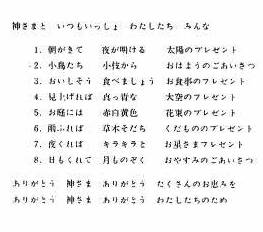 神さまと　いつもいっしょ　わたしたち　みんな
1．朝がきて　夜が明ける　太陽のプレゼント
2．小鳥たち　小枝から　おはようのごあいさつ
3．おいしそう　食べましょう　お食事のプレゼント
4．見上げれば　真っ青な　大空のプレゼント
5．お庭には　赤白黄色　花束のプレゼント
6．雨ふれば　草木そだち　くだもののプレゼント
7．夜くれば　キラキラと　お星さまプレゼント
8．日もくれて　月ものぞく　おやすみのごあいさつ
ありがとう　神さま　ありがとう　たくさんのお恵みを
ありがとう　神さま　ありがとう　わたしたちのため